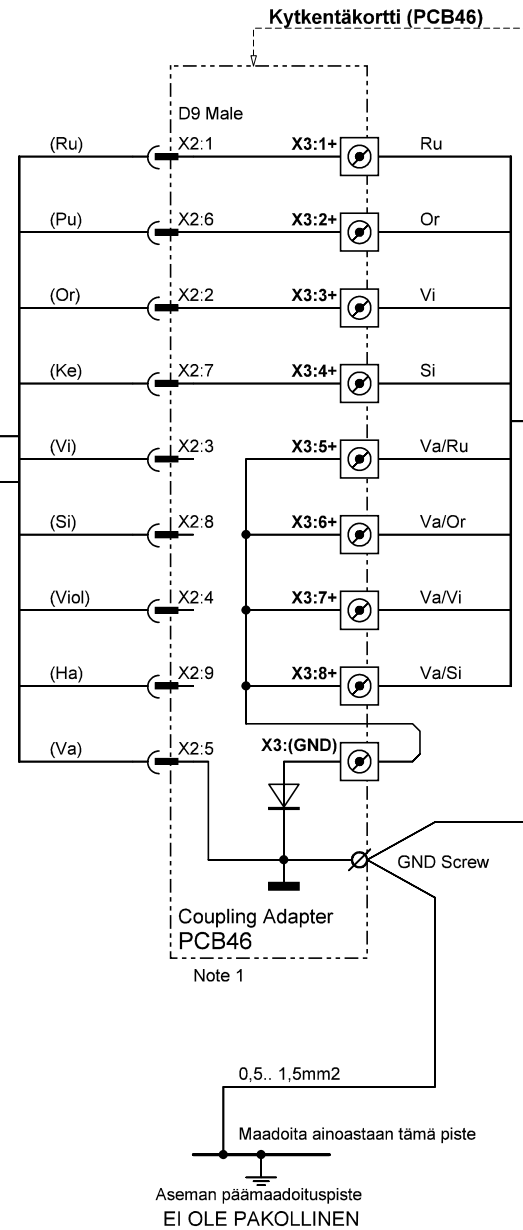 Kytkentäkortti (PCB46)
D9 Male
(Ru) X2:1 X3:1+ Ru
(Pu) X2:6 X3:2+ Or
(Or) X2:2 X3:3+ Vi
(Ke) X2:7 X3:4+ Si
(Vi) X2:3 X3:5+ Va/Ru
(Si) X2:8 X3:6+ Va/Or
(Viol) X2:4 X3:7+ Va/Vi
(Ha) X2:9 X3:8+ Va/Si
(Va) X2:5 X3:(GND)
GND Screw
Coupling Adapter
PCB46
Note 1
0,5.. 1,5mm2
Maadoita ainoastaan tämä piste
Aseman päämaadoituspiste
EI OLE PAKOLLINEN